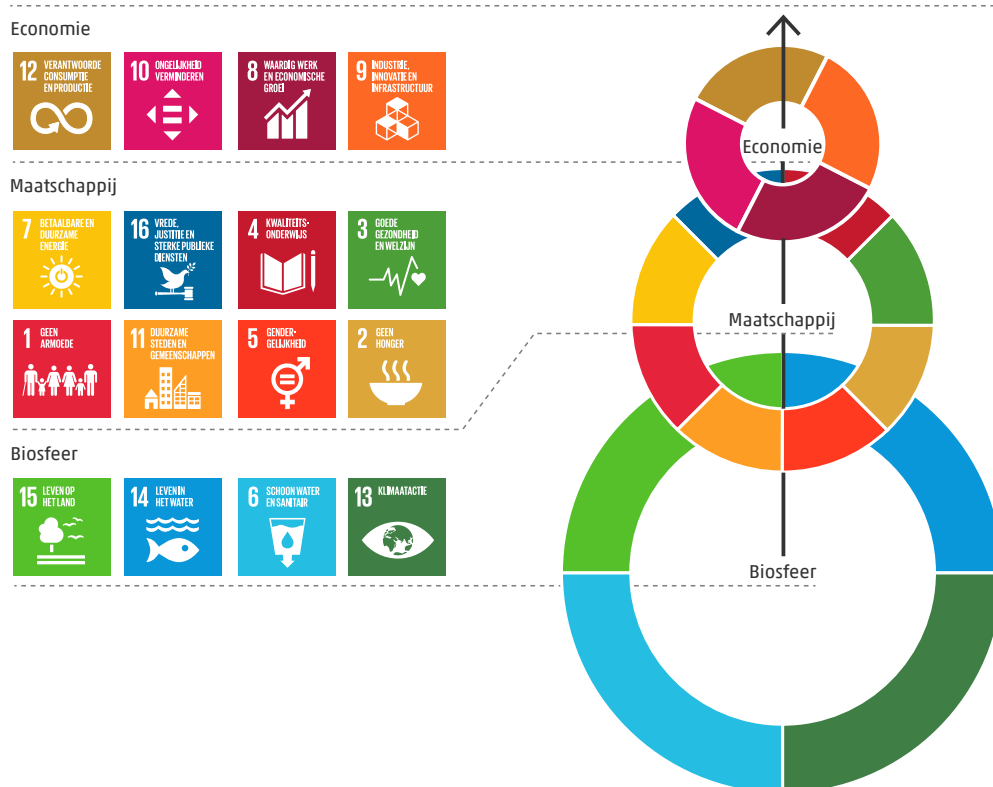 Economie
12 VERANTWOORDE
CONSUMPTIE
EN PRODUCTIE
10 ONGELIJKHEID
VERMINDEREN
8 WAARDIG WERK
EN ECONOMISCHE
GROEI
9 INDUSTRIE,
INNOVATIE EN
INFRASTRUCTUUR
Maatschappij
7 BETAALBARE EN
DUURZAME
ENERGIE
16 VREDE,
JUSTITIE EN
STERKE PUBLIEKE
DIENSTEN
4 KWALITEITS-
ONDERWIJS
3 GOEDE
GEZONDHEID
EN WELZIJN
1 GEEN
ARMOEDE
11 DUURZAME
STEDEN EN
GEMEENSCHAPPEN
5 GENDER-
GELIJKHEID
2 GEEN
HONGER
Biosfeer
15 LEVEN OP
HET LAND
14 LEVEN IN
HET WATER
6 SCHOON WATER
EN SANITAIR
13 KLIMAATACTIE
Economie
Maatschappij
Biosfeer